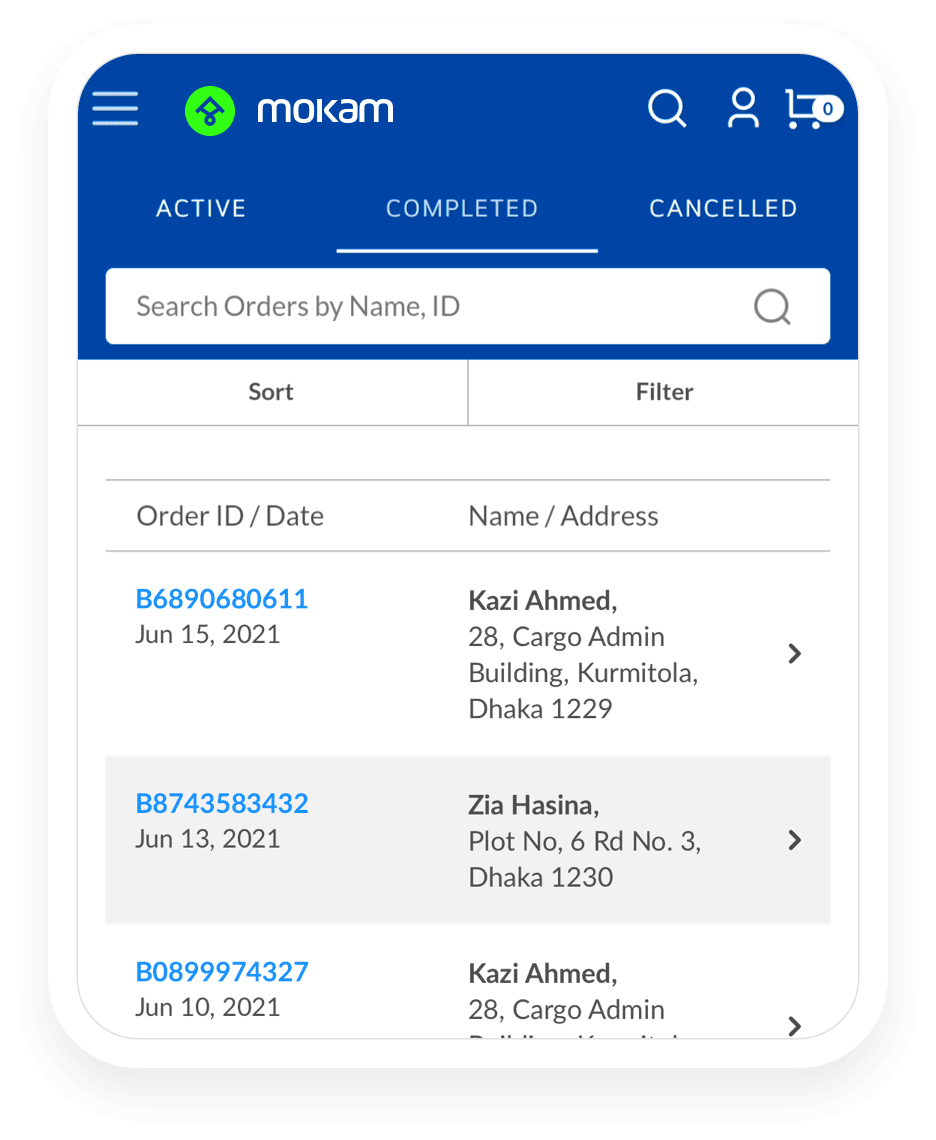 mokam
0
ACTIVE COMPLETED CANCELLED
Search Orders by Name, ID
Sort Filter
Order ID / Date Name / Address
B6890680611
Jun 15, 2021
Kazi Ahmed,
28, Cargo Admin
Building, Kurmitola,
Dhaka 1229
B8743583432
Jun 13, 2021
Zia Hasina,
Plot No, 6 Rd No. 3,
Dhaka 1230
B0899974327
Jun 10, 2021
Kazi Ahmed,
28, Cargo Admin